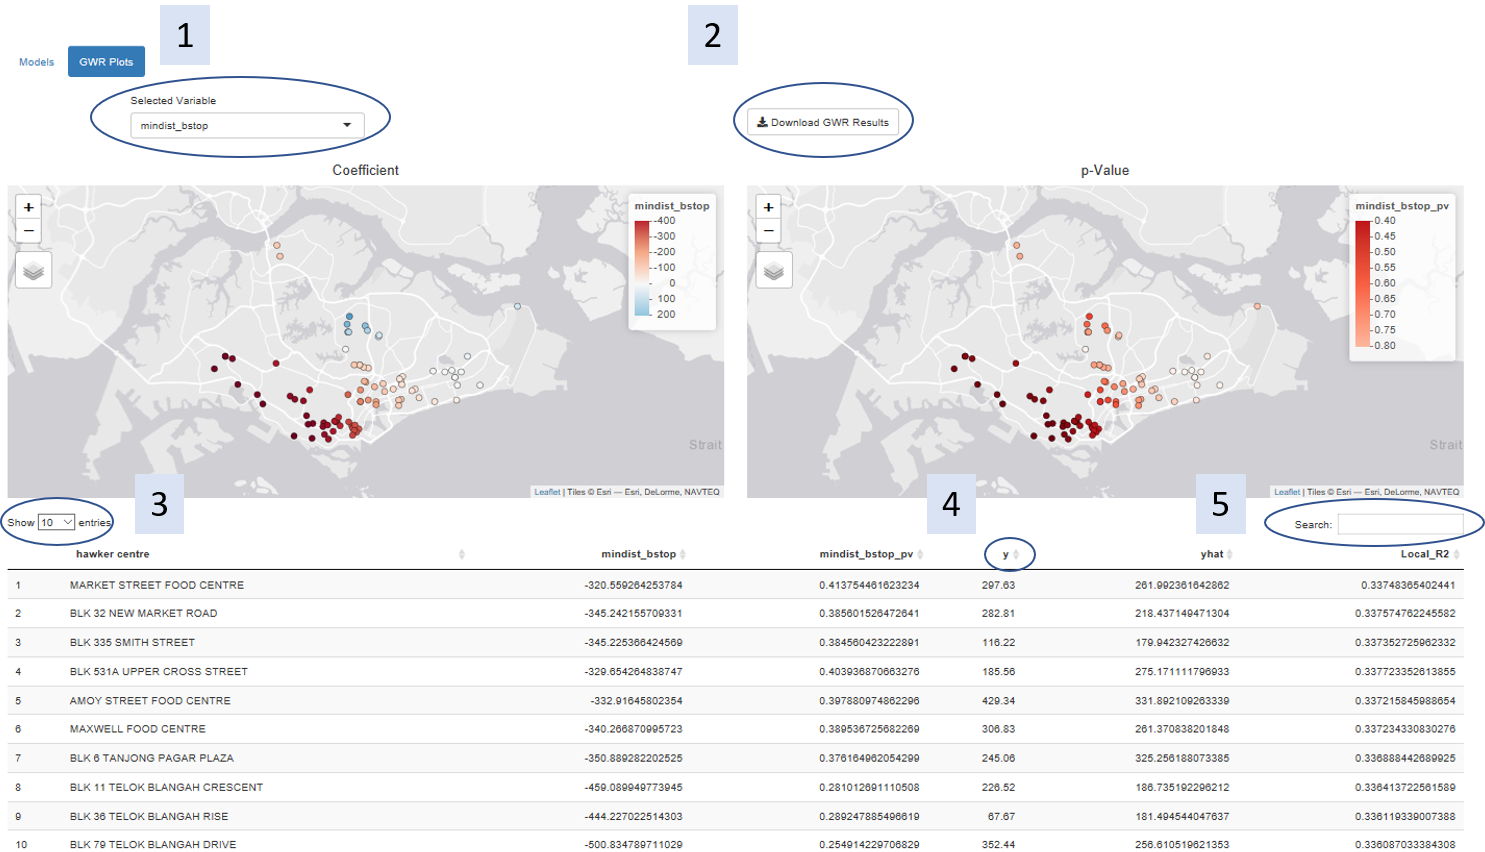 1
2
Models
GWR Plots
Selected Variable
mindist_bstop
Download GWR Results
Coefficient
p-Value
+
−
mindist_bstop
-400
-300
-200
-100
0
100
200
+
−
mindist_bstop_pv
0.40
0.45
0.50
0.55
0.60
0.65
0.70
0.75
0.80
Strait
Strait
Leaflet | Tiles © Esri — Esri, DeLorme, NAVTEQ
Leaflet | Tiles © Esri — Esri, DeLorme, NAVTEQ
3
4
5
Show 10 entries
Search:
hawker centre mindist_bstop mindist_bstop_pv y yhat Local_R2
1 MARKET STREET FOOD CENTRE -320.559264253784 0.413754461623234 297.63 261.992361642862 0.33748365402441
2 BLK 32 NEW MARKET ROAD -345.242155709331 0.385601526472641 282.81 218.437149471304 0.337574762245582
3 BLK 335 SMITH STREET -345.225366424569 0.384560423222891 116.22 179.942327426632 0.337352725962332
4 BLK 531A UPPER CROSS STREET -329.654264838747 0.403936870663276 185.56 275.171111796933 0.337723352613855
5 AMOY STREET FOOD CENTRE -332.91645802354 0.397880974862296 429.34 331.892109263339 0.337215845988654
6 MAXWELL FOOD CENTRE -340.266870995723 0.389536725682269 306.83 261.370838201848 0.337234330830276
7 BLK 6 TANJONG PAGAR PLAZA -350.889282202525 0.376164962054299 245.06 325.256188073385 0.336888442689925
8 BLK 11 TELOK BLANGAH CRESCENT -459.089949773945 0.281012691110508 226.52 186.735192296212 0.336413722561589
9 BLK 36 TELOK BLANGAH RISE -444.227022514303 0.289247885496619 67.67 181.494544047637 0.336119339007388
10 BLK 79 TELOK BLANGAH DRIVE -500.834789711029 0.254914229706829 352.44 256.610519621353 0.336087033384308